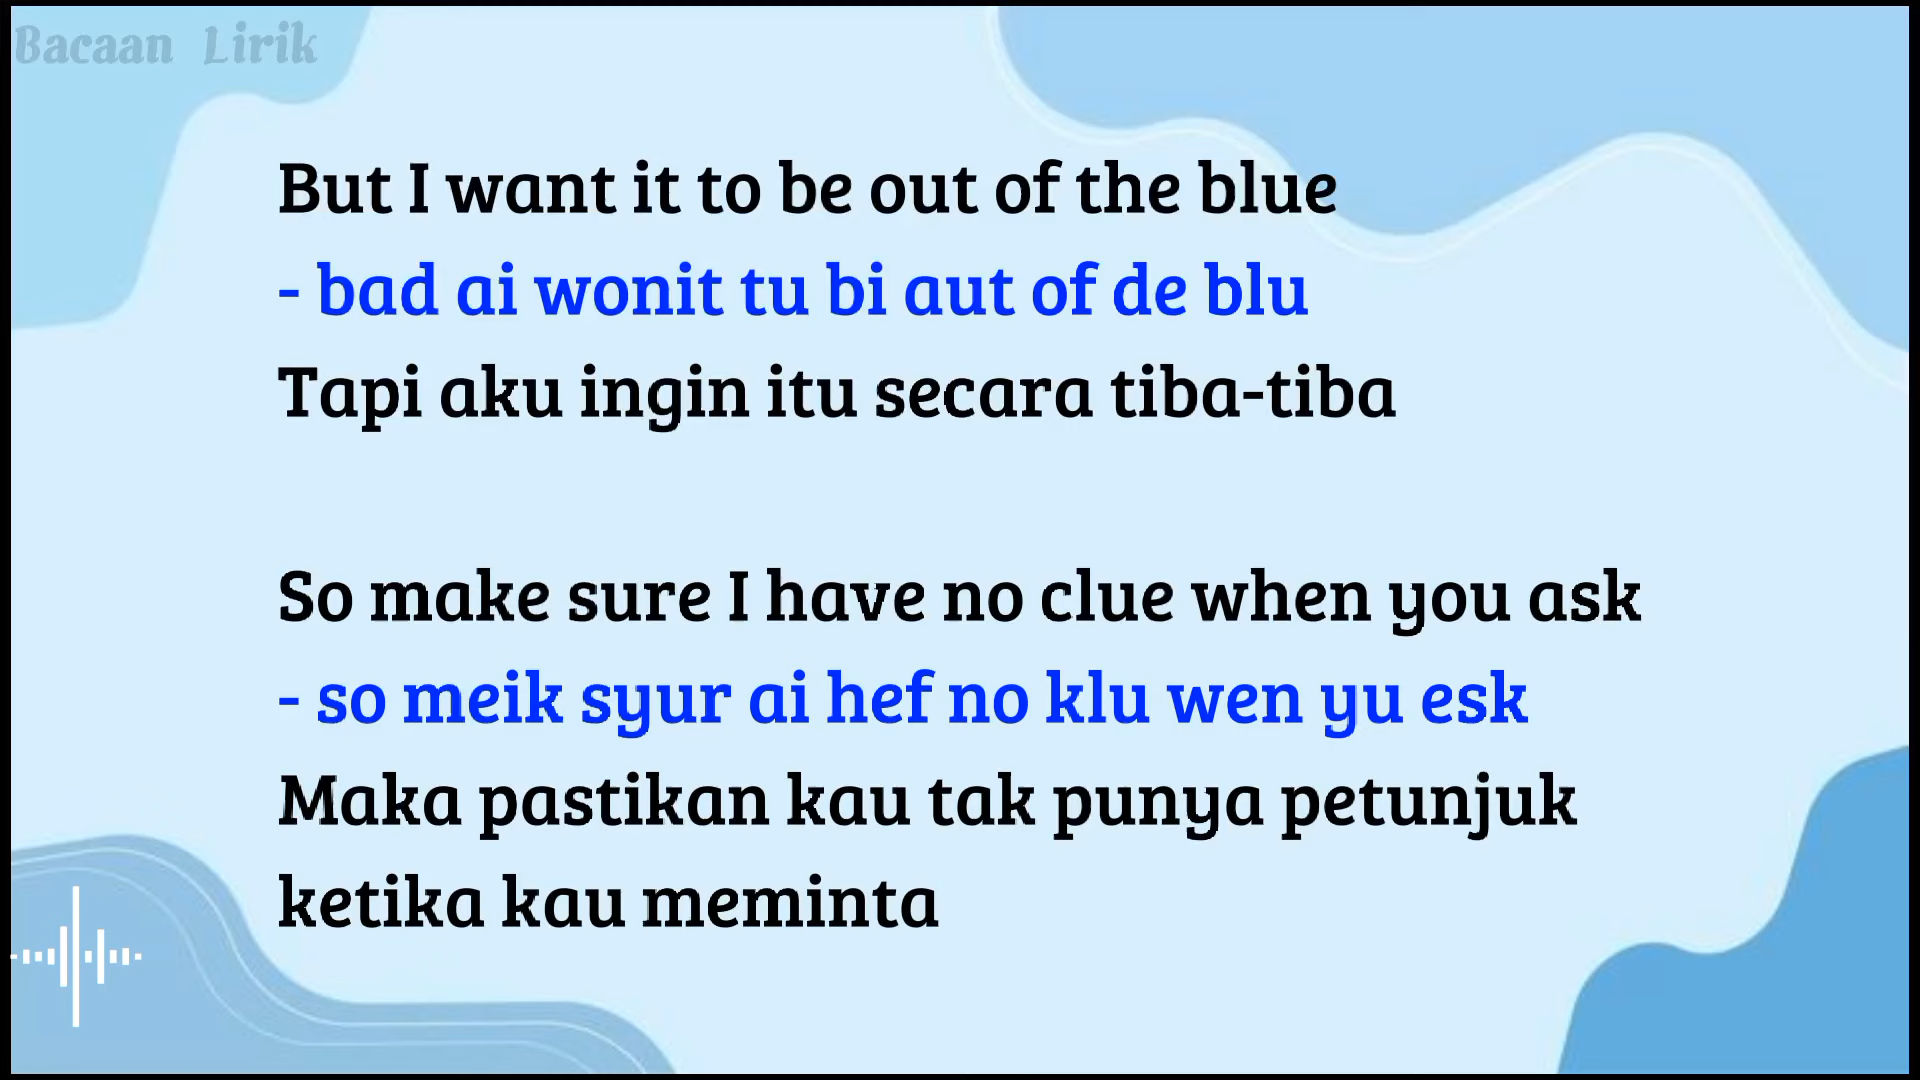 Bacaan Lirik
But I want it to be out of the blue
- bad ai wonit tu bi aut of de blu
Tapi aku ingin itu secara tiba-tiba
So make sure I have no clue when you ask
- so meik syur ai hef no klu wen yu esk
Maka pastikan kau tak punya petunjuk
ketika kau meminta